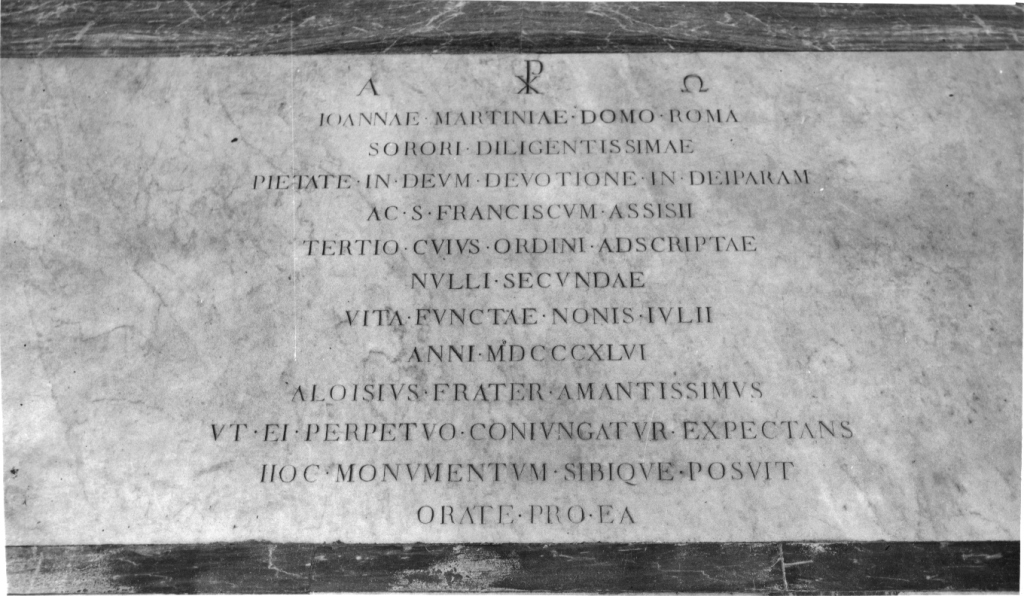 Α ☧ Ω
IOANNAE · MARTINIAE · DOMO · ROMA
SORORI · DILIGENTISSIMAE
PIETATE · IN · DEVM · DEVOTIONE · IN · DEIPARAM
AC · S · FRANCISCVM · ASSISII
TERTIO · CVIVS · ORDINI · ADSCRIPTAE
NVLLI · SECVNDAE
VITA · FVNCTAE · NONIS · IVLII
ANNI · MDCCCXLVI
ALOISIVS · FRATER · AMANTISSIMVS
VT · EI · PERPETVO · CONIVNGATVR · EXPECTANS
HOC · MONVMENTVM · SIBIQVE · POSVIT
ORATE · PRO · EA